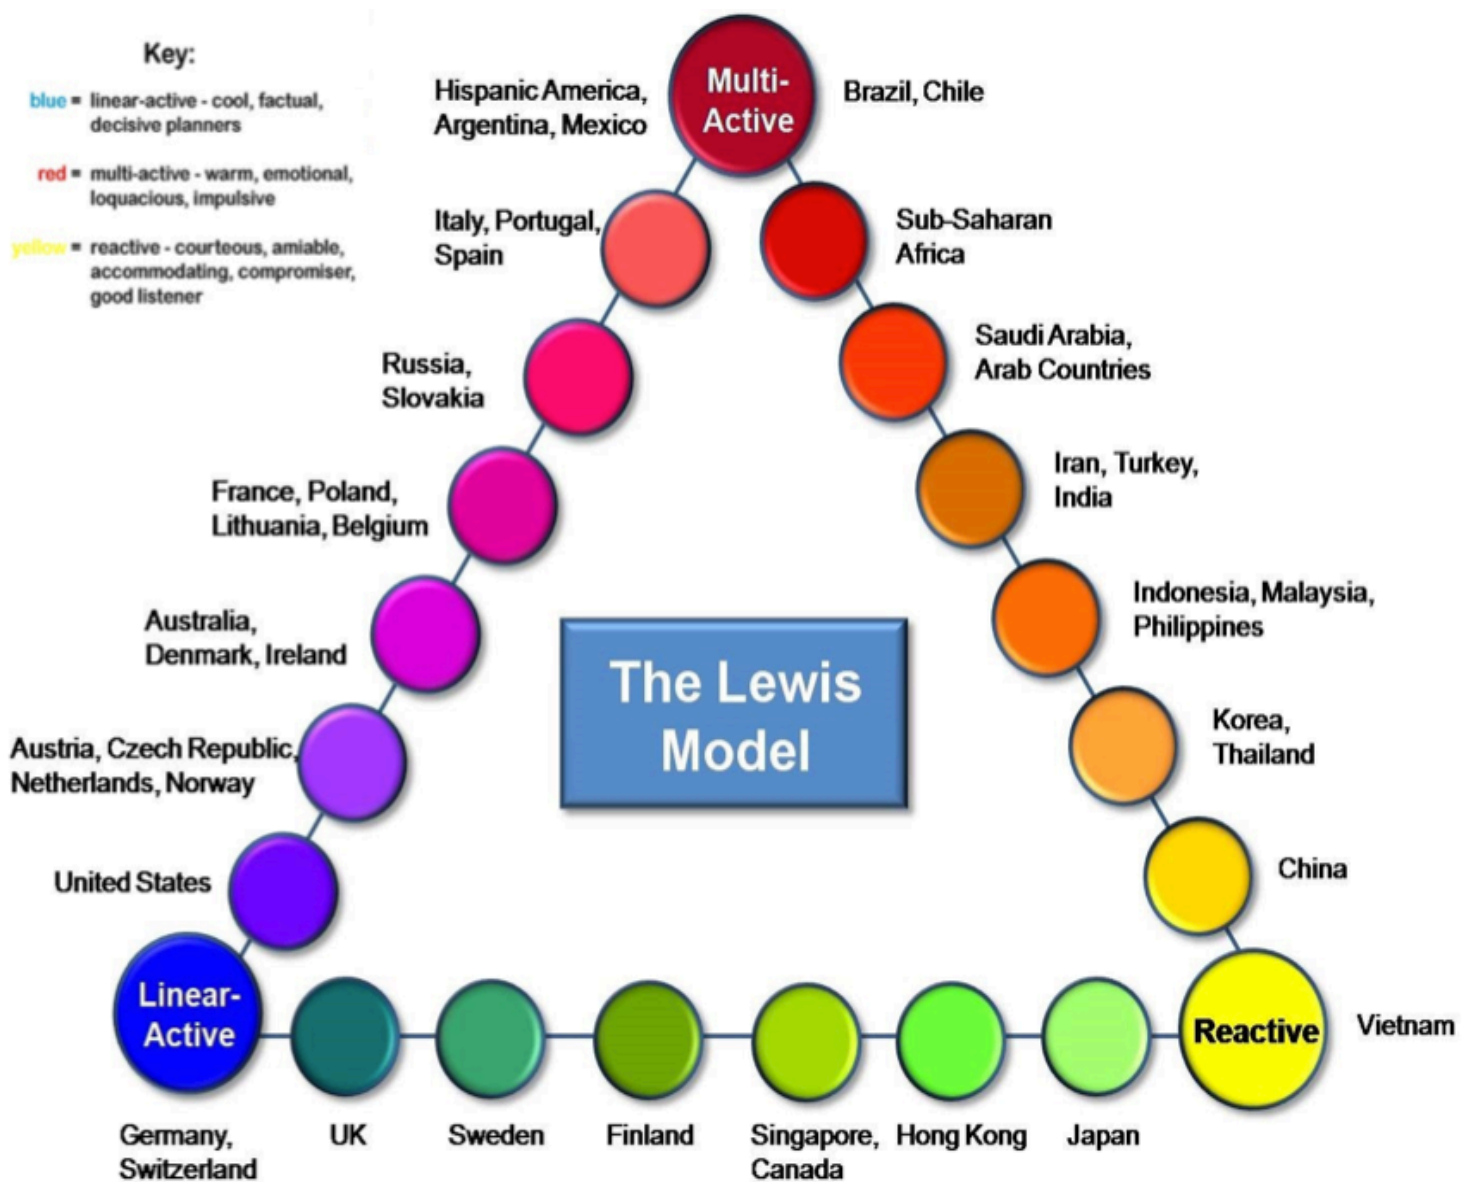 Key:
blue = linear-active - cool, factual,
decisive planners
red = multi-active - warm, emotional,
loquacious, impulsive
yellow = reactive - courteous, amiable,
accommodating, compromiser,
good listener
Multi-
Active
Hispanic America,
Argentina, Mexico
Brazil, Chile
Italy, Portugal,
Spain
Sub-Saharan
Africa
Russia,
Slovakia
Saudi Arabia,
Arab Countries
France, Poland,
Lithuania, Belgium
Iran, Turkey,
India
Australia,
Denmark, Ireland
Indonesia, Malaysia,
Philippines
The Lewis
Model
Austria, Czech Republic,
Netherlands, Norway
Korea,
Thailand
United States
China
Linear-
Active
Reactive
Vietnam
Germany,
Switzerland
UK
Sweden
Finland
Singapore,
Canada
Hong Kong
Japan